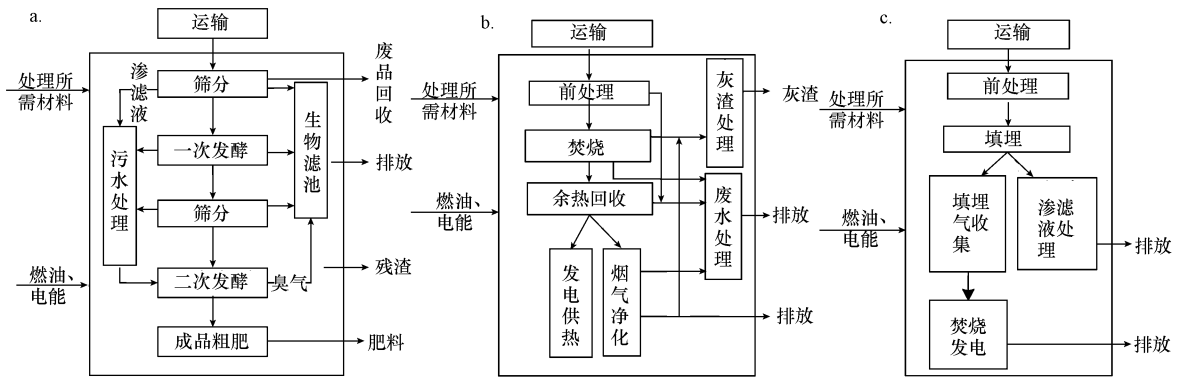 a.
运输
处理所
需材料
渗滤液
筛分
废品回收
生物滤池
一次发酵
污水处理
排放
筛分
燃油、
电能
二次发酵
臭气
残渣
成品粗肥
肥料
b.
运输
处理所
需材料
前处理
灰渣处理
灰渣
焚烧
燃油、
电能
余热回收
废水处理
排放
发电供热
烟气净化
排放
c.
运输
处理所
需材料
前处理
填埋
燃油、
电能
填埋
气收
集
渗滤
液处
理
排放
焚烧
发电
排放